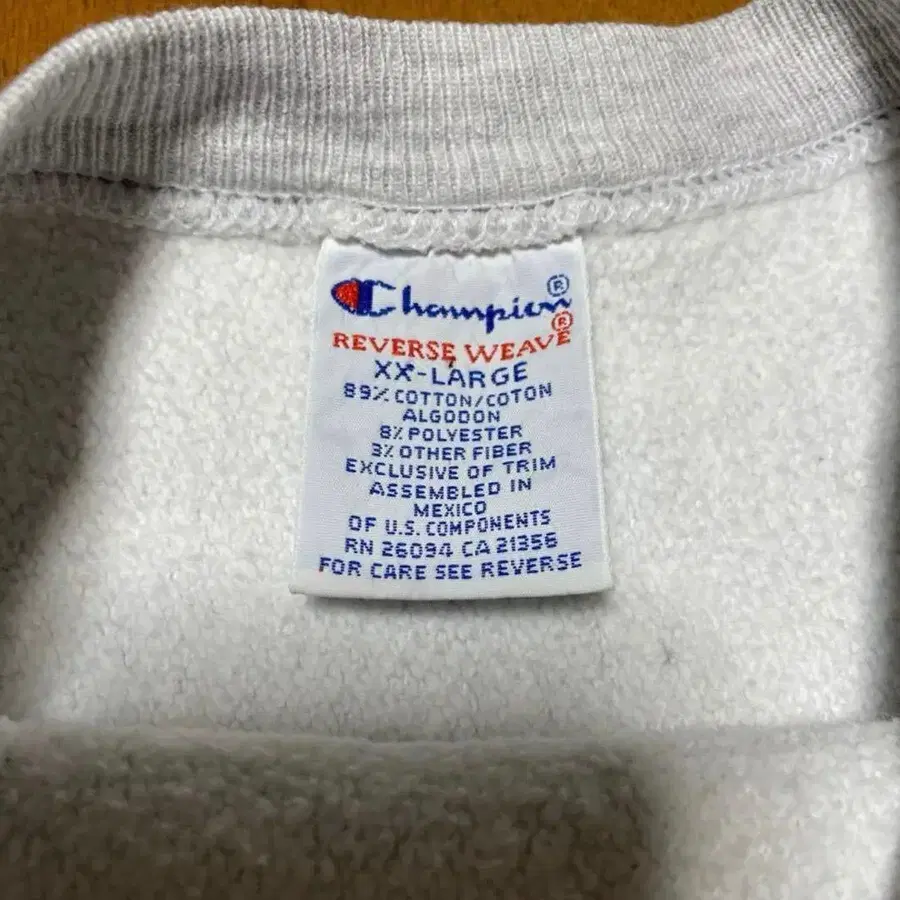 Champion®
REVERSE WEAVE®
XX-LARGE
89% COTTON/COTON
ALGODON
8% POLYESTER
3% OTHER FIBER
EXCLUSIVE OF TRIM
ASSEMBLED IN
MEXICO
OF U.S. COMPONENTS
RN 26094 CA 21356
FOR CARE SEE REVERSE